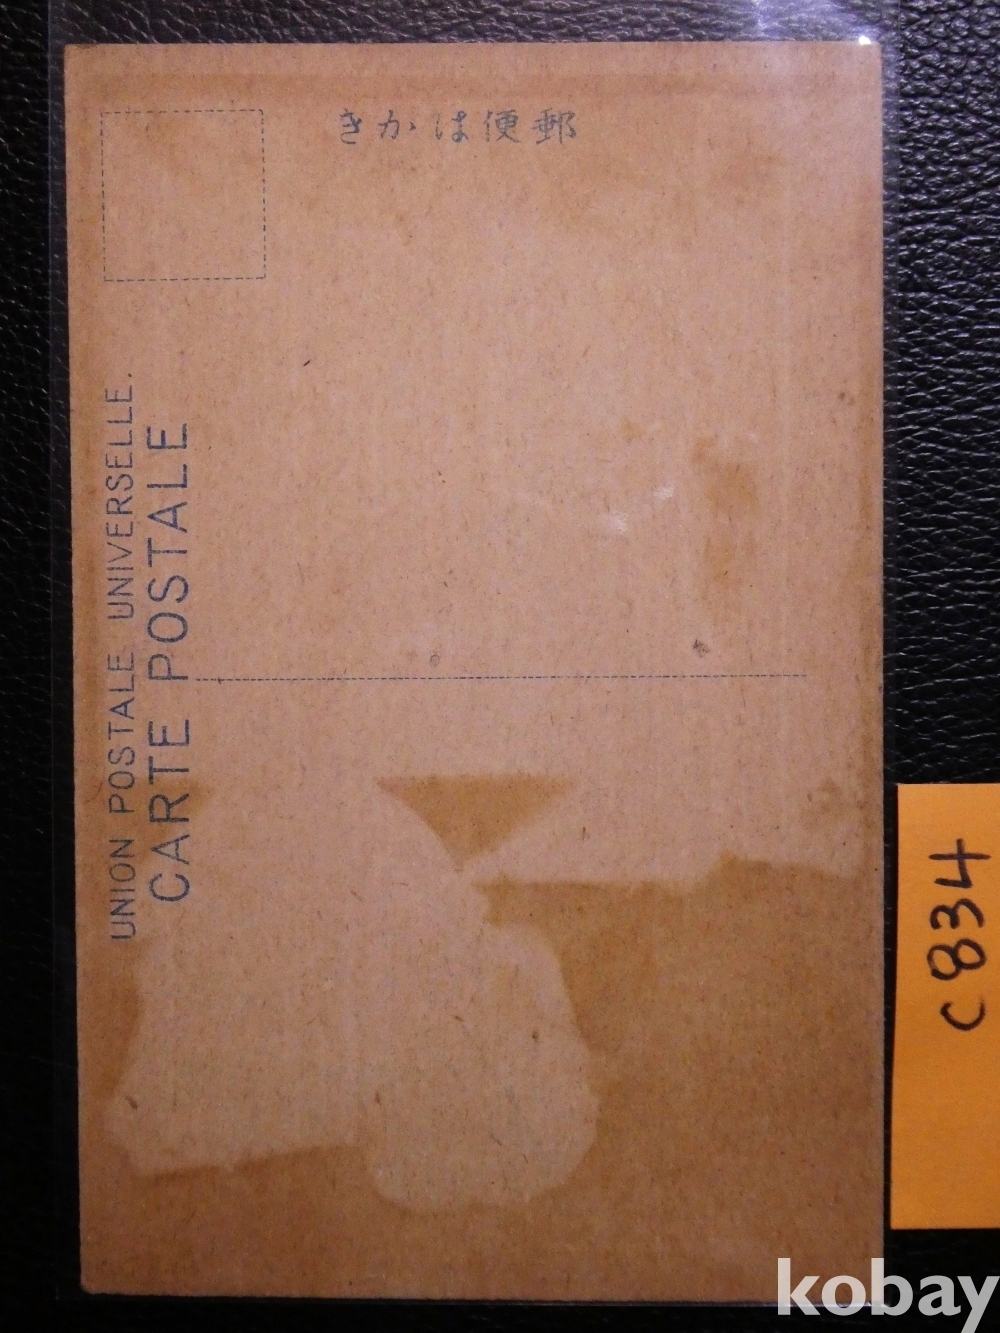 きかは便郵
UNION POSTALE UNIVERSELLE.
CARTE POSTALE
C834
kobay